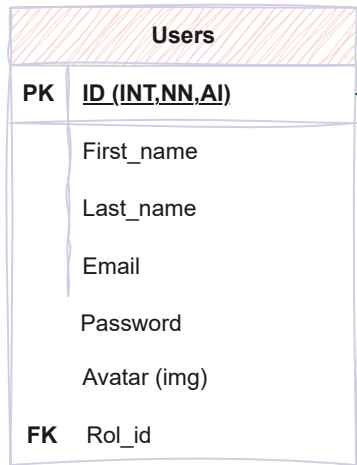 Users
PK ID (INT,NN,AI)
First_name
Last_name
Email
Password
Avatar (img)
FK Rol_id